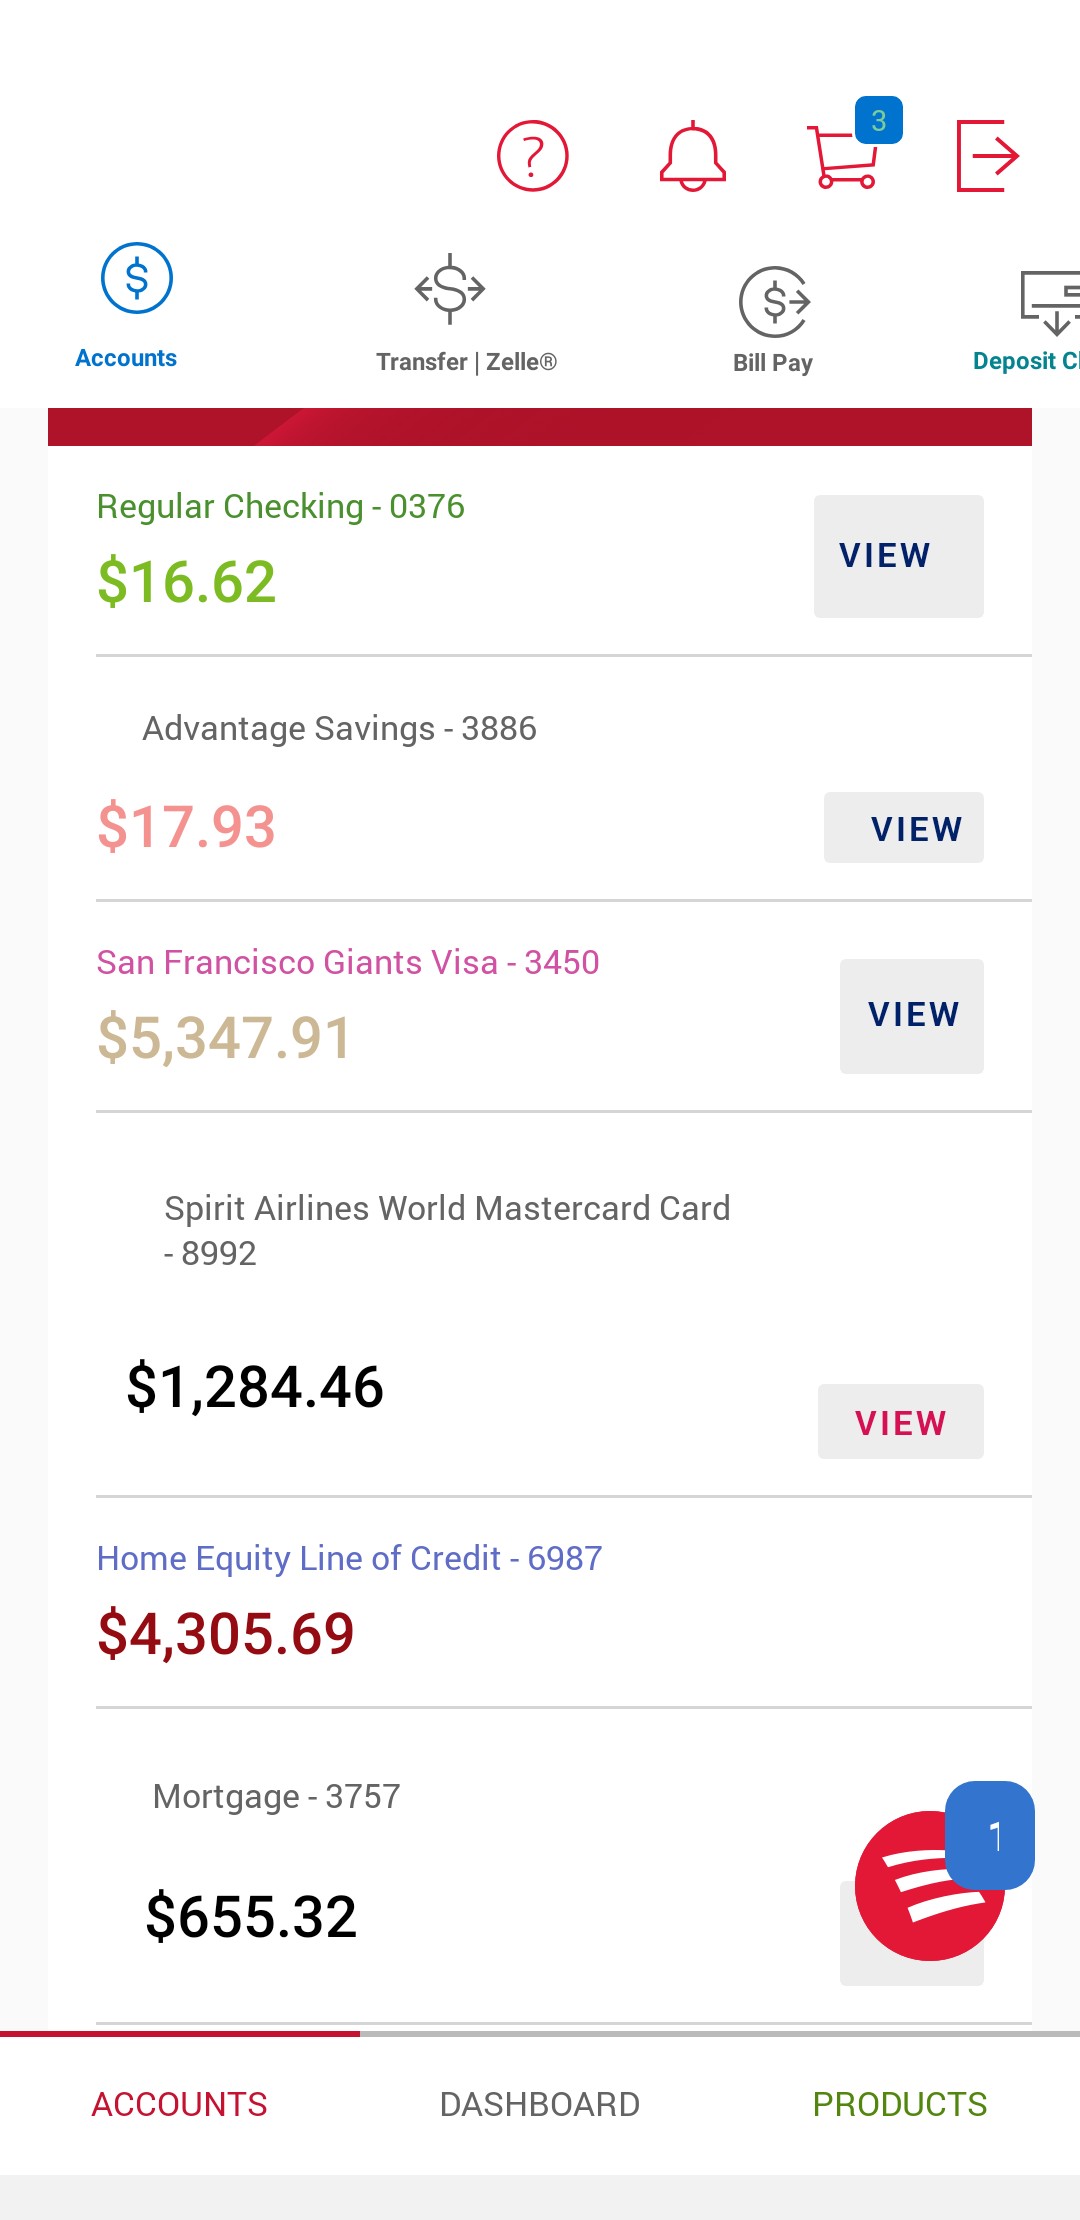 3
Accounts
Transfer | Zelle®
Bill Pay
Deposit
Regular Checking - 0376
$16.62
VIEW
Advantage Savings - 3886
$17.93
VIEW
San Francisco Giants Visa - 3450
$5,347.91
VIEW
Spirit Airlines World Mastercard Card
- 8992
$1,284.46
VIEW
Home Equity Line of Credit - 6987
$4,305.69
Mortgage - 3757
$655.32
1
ACCOUNTS
DASHBOARD
PRODUCTS